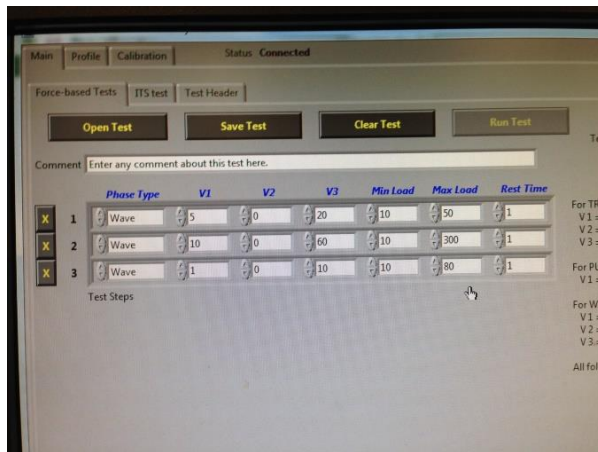 Main Profile Calibration Status Connected
Force-based Tests ITS test Test Header
Open Test Save Test Clear Test Run Test
Comment Enter any comment about this test here.
Phase Type V1 V2 V3 Min Load Max Load Rest Time
X 1 Wave 5 0 20 10 50 1
X 2 Wave 10 0 60 10 300 1
X 3 Wave 1 0 10 10 80 1
Test Steps
For
V1 =
V2 =
V3 =
For
V1 =
For
V1
V2
V3
All